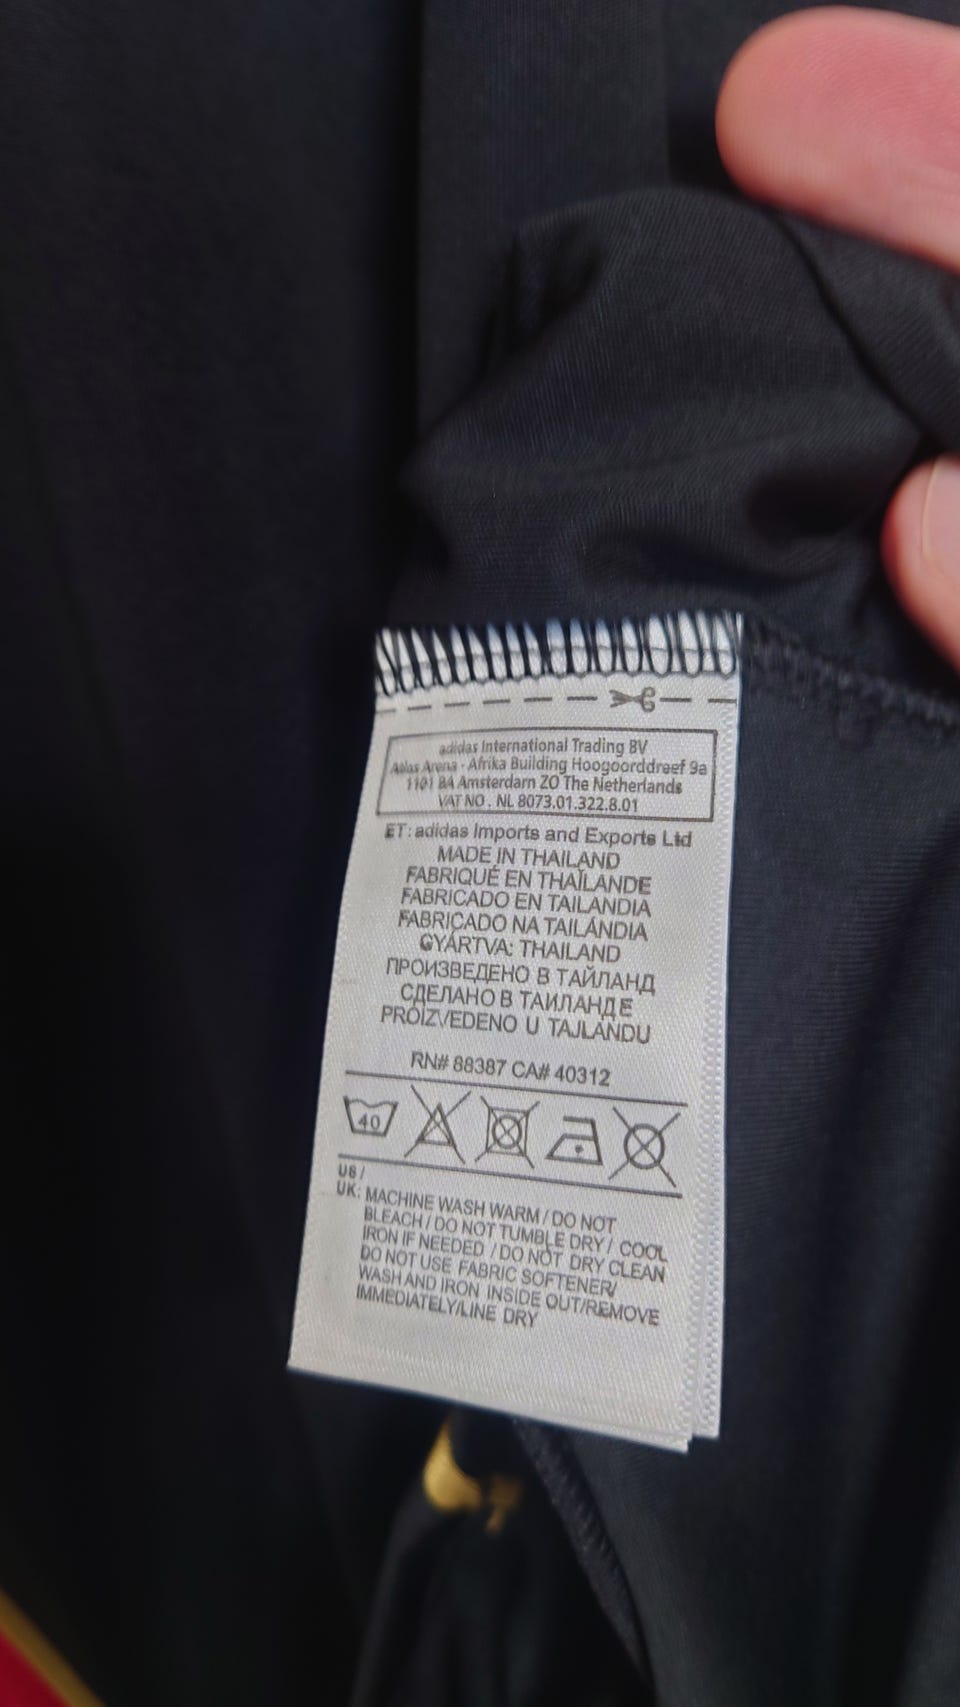 adidas International Trading BV
Atlas Arena - Afrika Building Hoogoorddreef 9a
1101 BA Amsterdam ZO The Netherlands
VAT NO. NL 8073.01.322.8.01
ET: adidas Imports and Exports Ltd
MADE IN THAILAND
FABRIQUÉ EN THAÏLANDE
FABRICADO EN TAILANDIA
FABRICADO NA TAILÂNDIA
GYÁRTVA: THAILAND
ПРОИЗВЕДЕНО В ТАЙЛАНД
СДЕЛАНО В ТАИЛАНДЕ
PROIZVEDENO U TAJLANDU
RN# 88387 CA# 40312
40
US /
UK: MACHINE WASH WARM / DO NOT
BLEACH / DO NOT TUMBLE DRY / COOL
IRON IF NEEDED / DO NOT DRY CLEAN
DO NOT USE FABRIC SOFTENER/
WASH AND IRON INSIDE OUT/REMOVE
IMMEDIATELY/LINE DRY